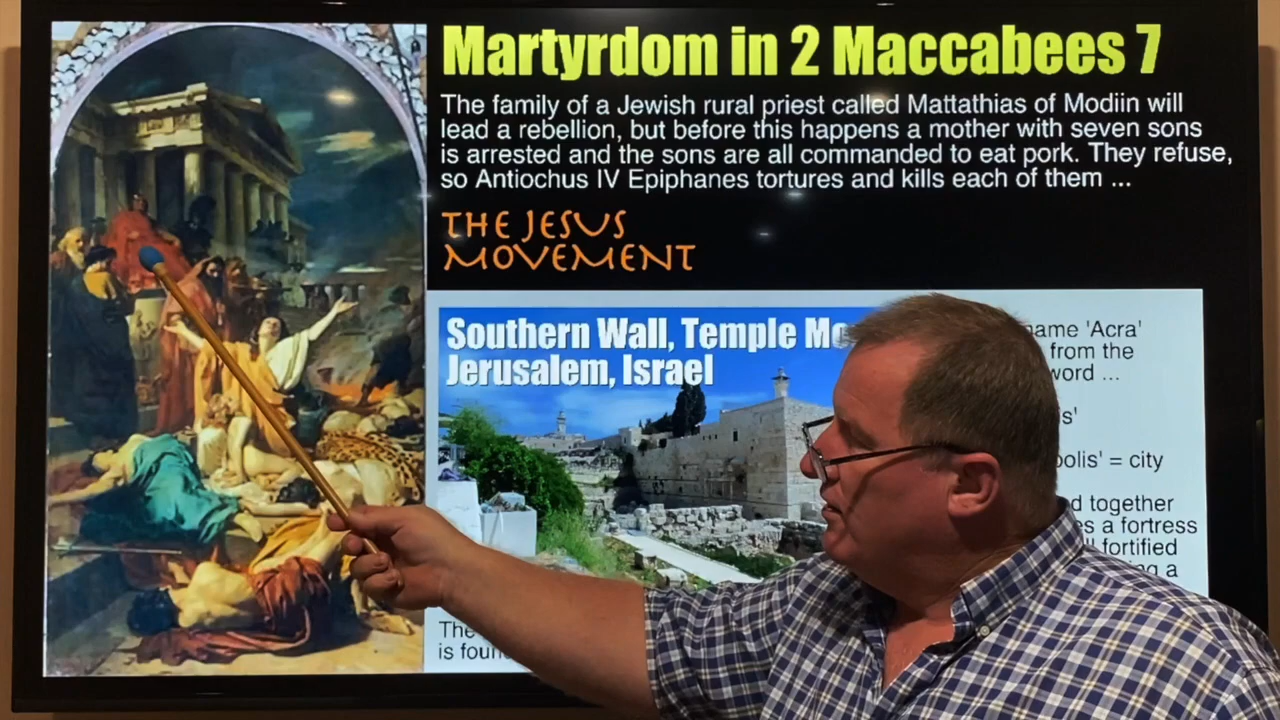 Martyrdom in 2 Maccabees 7
The family of a Jewish rural priest called Mattathias of Modiin will
lead a rebellion, but before this happens a mother with seven sons
is arrested and the sons are all commanded to eat pork. They refuse,
so Antiochus IV Epiphanes tortures and kills each of them ...
THE JESUS
MOVEMENT
Southern Wall, Temple
Jerusalem, Israel
name 'Acra'
from the
word ...
= city
together
a fortress
fortified
a
The
is